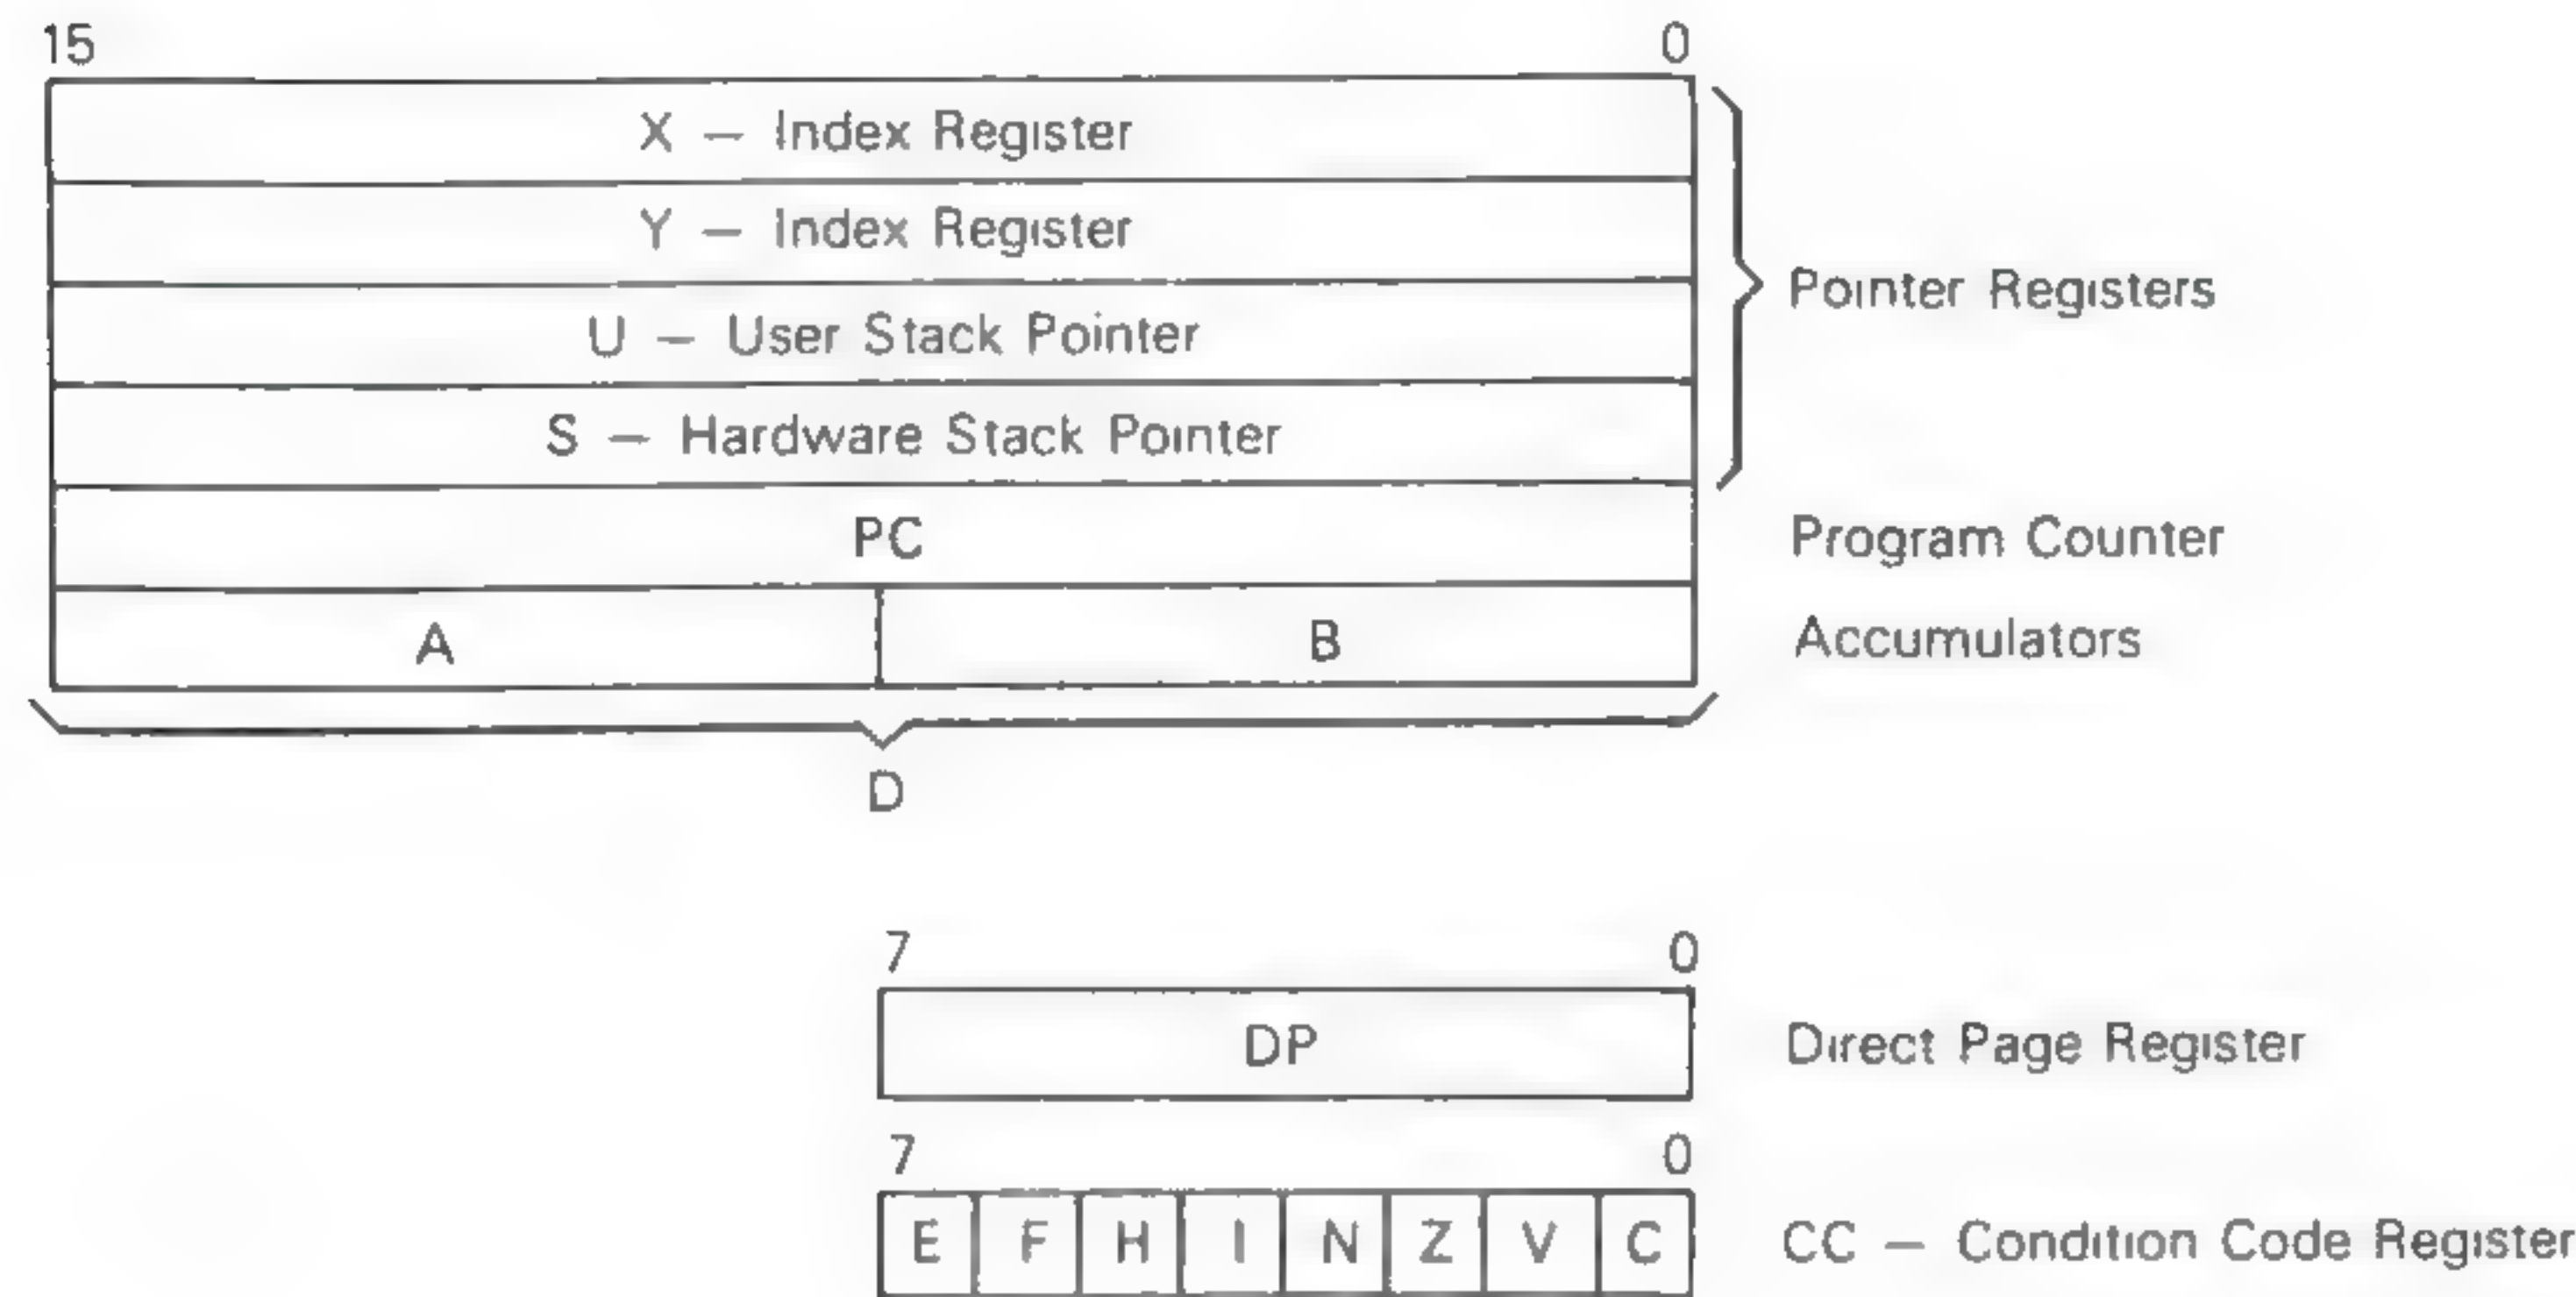 15 0
X — Index Register
Y — Index Register
U — User Stack Pointer
S — Hardware Stack Pointer
Pointer Registers
PC Program Counter
A B Accumulators
D
7 0
DP Direct Page Register
7 0
E F H I N Z V C CC — Condition Code Register